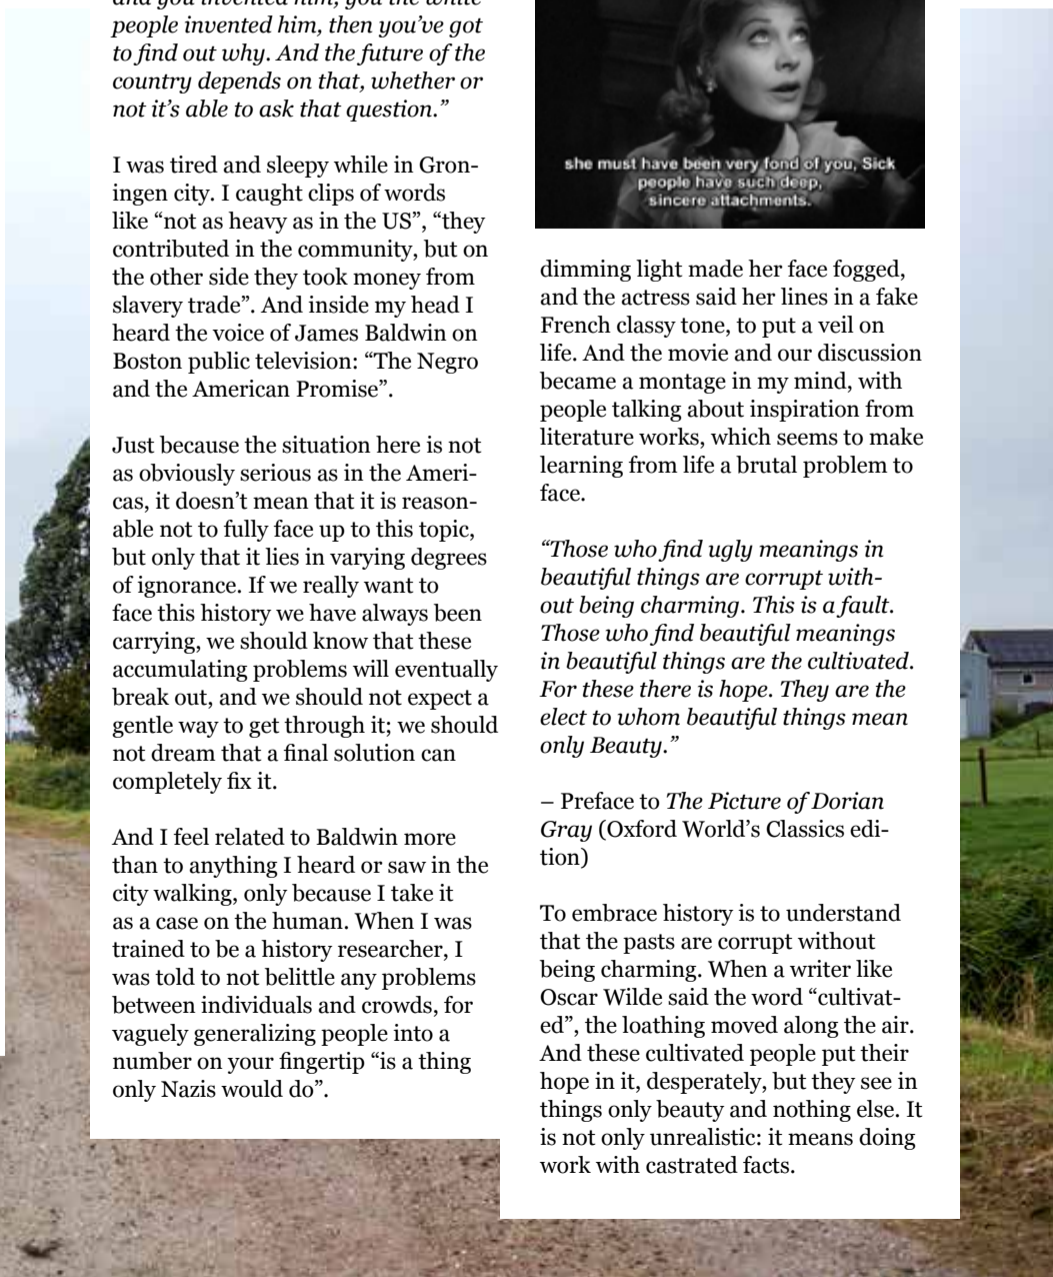 and you invented him, you the white
people invented him, then you’ve got
to find out why. And the future of the
country depends on that, whether or
not it’s able to ask that question.”
I was tired and sleepy while in Gron-
ingen city. I caught clips of words
like “not as heavy as in the US”, “they
contributed in the community, but on
the other side they took money from
slavery trade”. And inside my head I
heard the voice of James Baldwin on
Boston public television: “The Negro
and the American Promise”.
Just because the situation here is not
as obviously serious as in the Ameri-
cas, it doesn’t mean that it is reason-
able not to fully face up to this topic,
but only that it lies in varying degrees
of ignorance. If we really want to
face this history we have always been
carrying, we should know that these
accumulating problems will eventually
break out, and we should not expect a
gentle way to get through it; we should
not dream that a final solution can
completely fix it.
And I feel related to Baldwin more
than to anything I heard or saw in the
city walking, only because I take it
as a case on the human. When I was
trained to be a history researcher, I
was told to not belittle any problems
between individuals and crowds, for
vaguely generalizing people into a
number on your fingertip “is a thing
only Nazis would do”.
she must have been very fond of you, Sick
people have such deep,
sincere attachments.
dimming light made her face fogged,
and the actress said her lines in a fake
French classy tone, to put a veil on
life. And the movie and our discussion
became a montage in my mind, with
people talking about inspiration from
literature works, which seems to make
learning from life a brutal problem to
face.
“Those who find ugly meanings in
beautiful things are corrupt with-
out being charming. This is a fault.
Those who find beautiful meanings
in beautiful things are the cultivated.
For these there is hope. They are the
elect to whom beautiful things mean
only Beauty.”
– Preface to The Picture of Dorian
Gray (Oxford World’s Classics edi-
tion)
To embrace history is to understand
that the pasts are corrupt without
being charming. When a writer like
Oscar Wilde said the word “cultivat-
ed”, the loathing moved along the air.
And these cultivated people put their
hope in it, desperately, but they see in
things only beauty and nothing else. It
is not only unrealistic: it means doing
work with castrated facts.